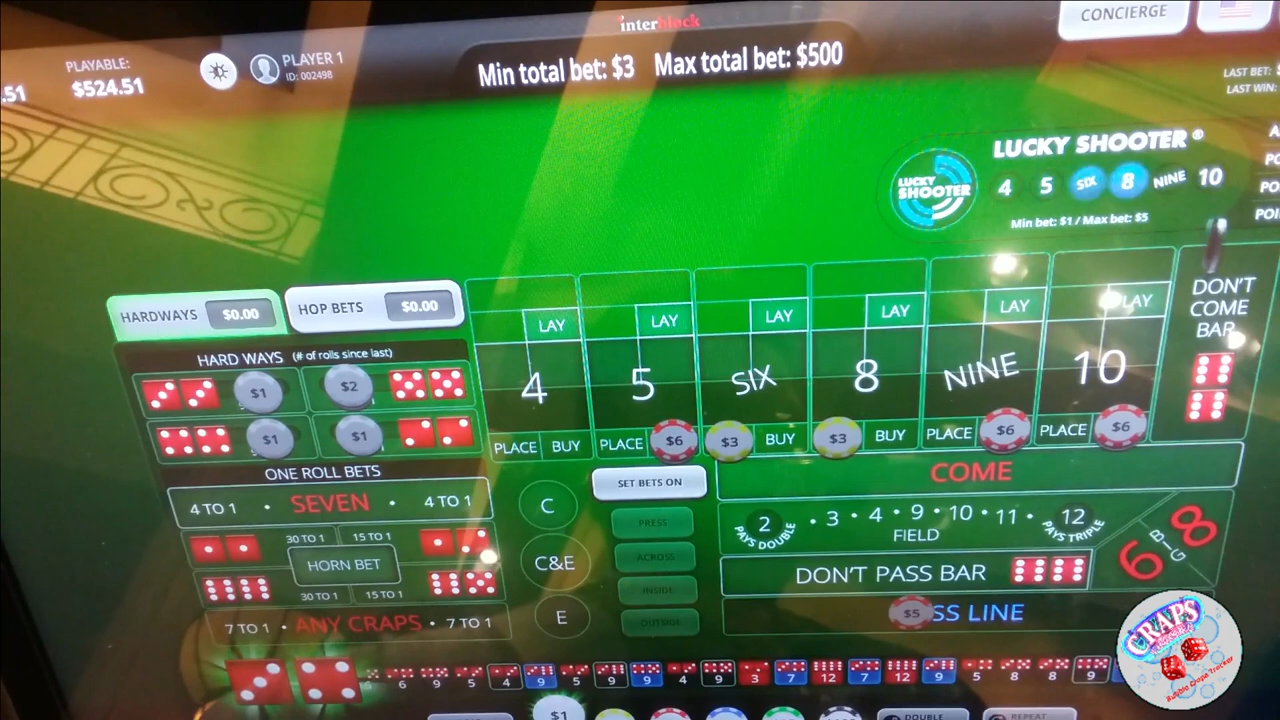 interblock
CONCIERGE
PLAYABLE:
$524.51
.51
PLAYER 1
ID: 002498
Min total bet: $3 Max total bet: $500
LAST BET:
LAST WIN:
LUCKY SHOOTER ®
LUCKY
SHOOTER
4 5 SIX 8 NINE 10
Min bet: $1 / Max bet: $5
HARDWAYS $0.00
HOP BETS $0.00
LAY LAY LAY LAY LAY LAY
DON'T
COME
BAR
HARD WAYS (# of rolls since last)
$1 $2
$1 $1
4 5 SIX 8 NINE 10
PLACE BUY PLACE $6 $3 BUY $3 BUY PLACE $6 PLACE $6
ONE ROLL BETS
4 TO 1 • SEVEN • 4 TO 1
30 TO 1 15 TO 1
HORN BET
30 TO 1 15 TO 1
7 TO 1 • ANY CRAPS • 7 TO 1
C
C&E
E
SET BETS ON
PRESS
ACROSS
INSIDE
OUTSIDE
COME
2 • 3 • 4 • 9 • 10 • 11 • 12
PAYS DOUBLE FIELD PAYS TRIPLE
DON'T PASS BAR
6 BIG 8
$5 SS LINE
6 9 5 4 9 5 9 9 4 9 3 7 12 7 12 9 5 8 8 9
$1
DOUBLE
REPEAT
CRAPS
Bubble Craps Tracker